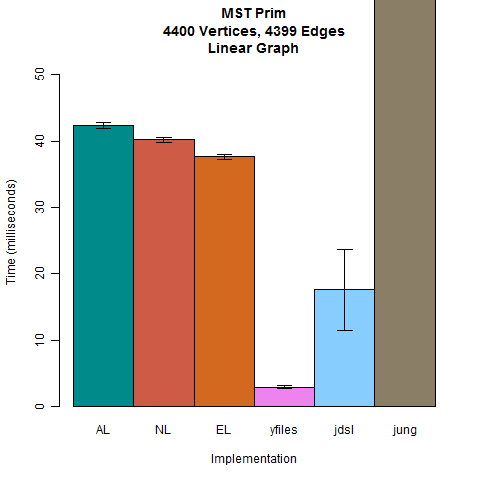 MST Prim
4400 Vertices, 4399 Edges
Linear Graph
50
40
30
20
10
0
Time (milliseconds)
AL NL EL yfiles jdsl jung
Implementation